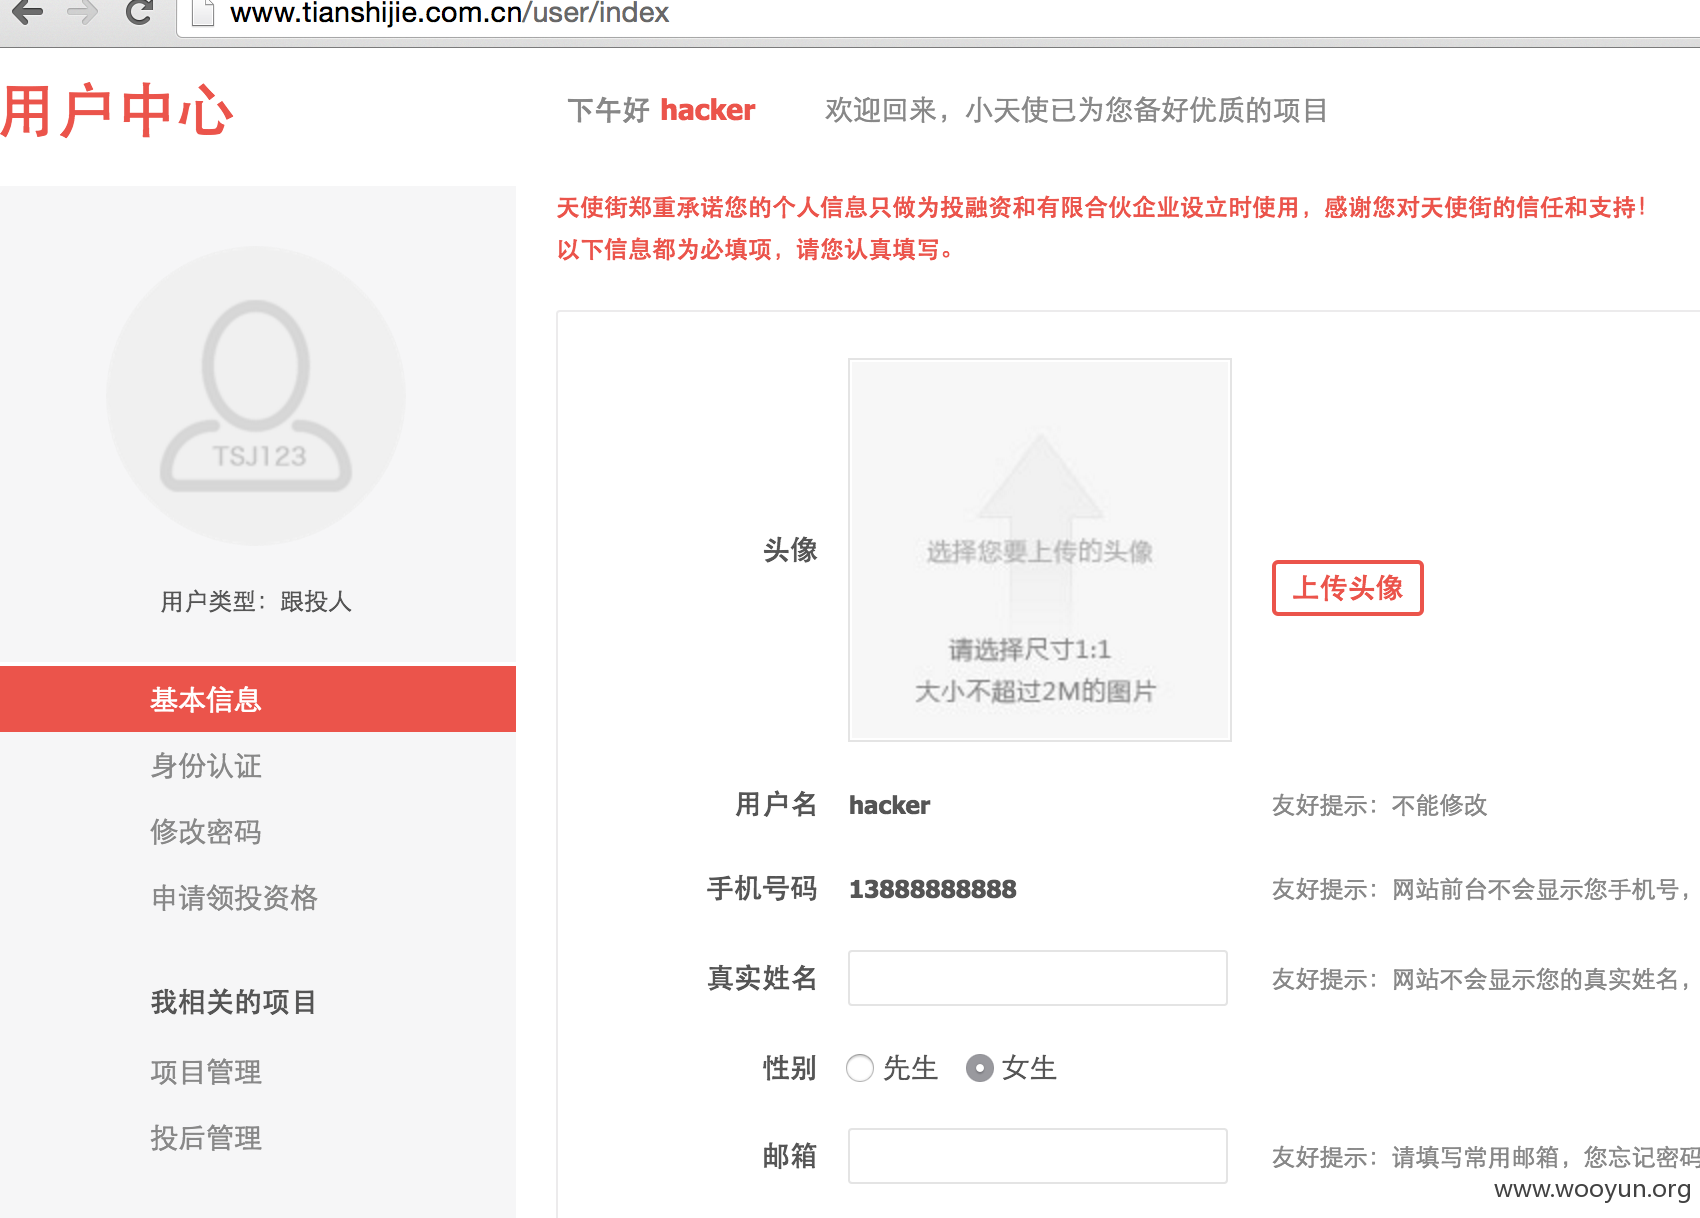 www.tianshijie.com.cn/user/index
用户中心
下午好 hacker 欢迎回来，小天使已为您备好优质的项目
天使街郑重承诺您的个人信息只做为投融资和有限合伙企业设立时使用，感谢您对天使街的信任和支持！
以下信息都为必填项，请您认真填写。
TSJ123
用户类型：跟投人
基本信息
身份认证
修改密码
申请领投资格
我相关的项目
项目管理
投后管理
头像
选择您要上传的头像
请选择尺寸1:1
大小不超过2M的图片
上传头像
用户名 hacker 友好提示：不能修改
手机号码 13888888888 友好提示：网站前台不会显示您手机号，
真实姓名 友好提示：网站不会显示您的真实姓名，
性别 先生 女生
邮箱 友好提示：请填写常用邮箱，您忘记密码
www.wooyun.org